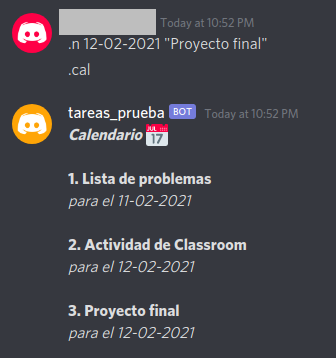 Today at 10:52 PM
.n 12-02-2021 "Proyecto final"
.cal
tareas_prueba BOT Today at 10:52 PM
Calendario JUL 17
1. Lista de problemas
para el 11-02-2021
2. Actividad de Classroom
para el 12-02-2021
3. Proyecto final
para el 12-02-2021